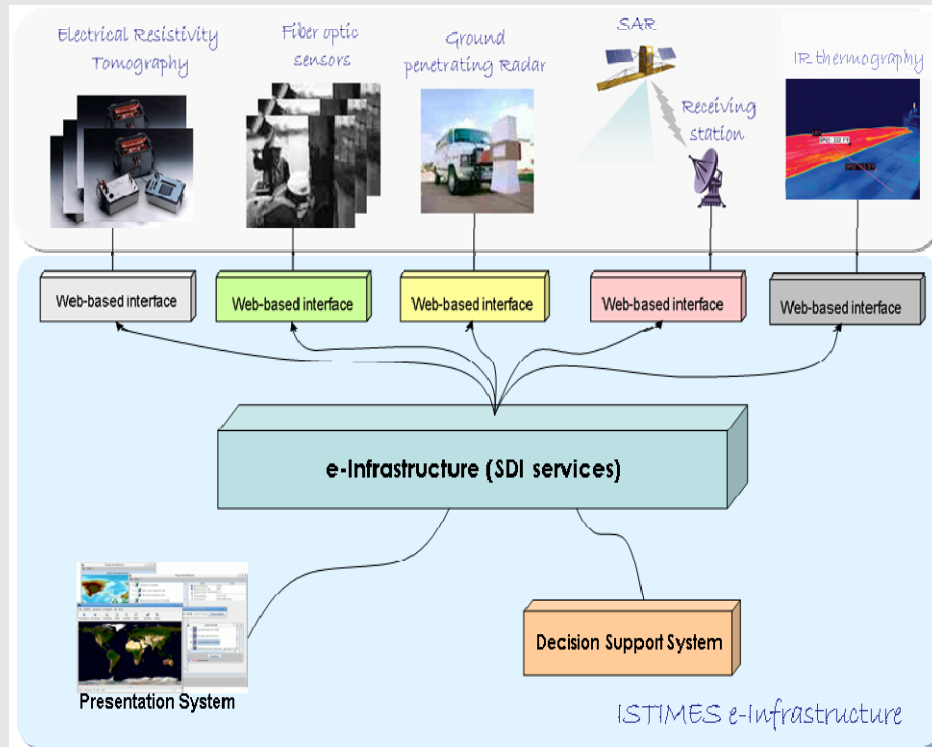 Electrical Resistivity
Tomography
Fiber optic
sensors
Ground
penetrating Radar
SAR
Receiving
station
IR thermography
Web-based interface
Web-based interface
Web-based interface
Web-based interface
Web-based interface
e-Infrastructure (SDI services)
Presentation System
Decision Support System
ISTIMES e-Infrastructure